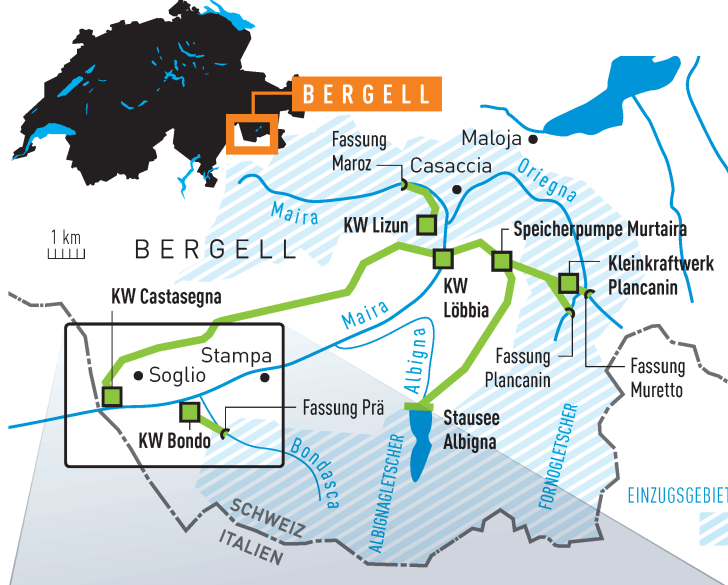 BERGELL
Fassung
Maroz
Maloja
Casaccia
Oriegna
Maira
KW Lizun
Speicherpumpe Murtaira
1 km
BERGELL
Kleinkraftwerk
Plancanin
KW
Löbbia
KW Castasegna
Maira
Stampa
Soglio
Albigna
Fassung
Plancanin
Fassung
Muretto
Fassung Prä
Stausee
Albigna
KW Bondo
Bondasca
ALBIGNAGLETSCHER
FORNOGLETSCHER
EINZUGSGEBIET
SCHWEIZ
ITALIEN